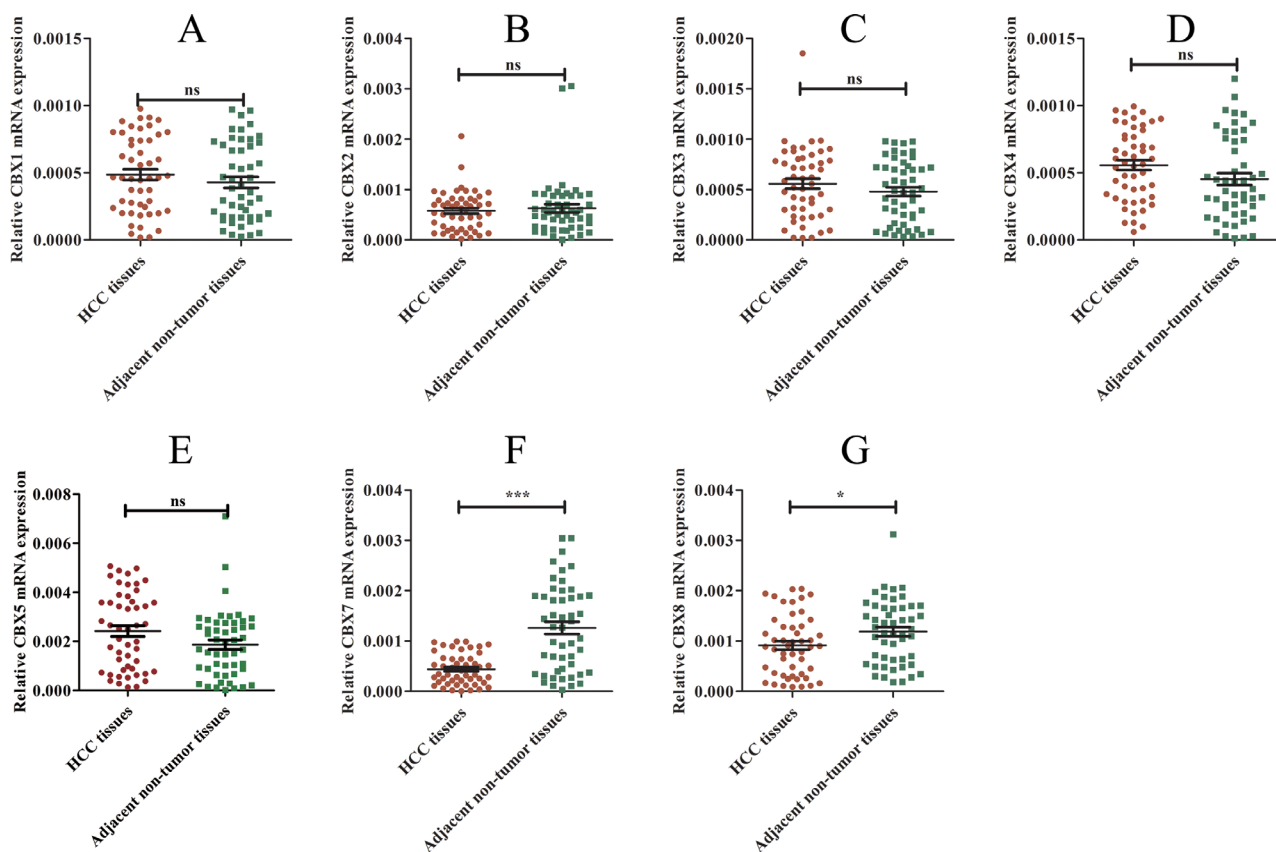 A
Relative CBX1 mRNA expression
0.0015
0.0010
0.0005
0.0000
ns
HCC tissues
Adjacent non-tumor tissues
B
Relative CBX2 mRNA expression
0.004
0.003
0.002
0.001
0.000
ns
HCC tissues
Adjacent non-tumor tissues
C
Relative CBX3 mRNA expression
0.0020
0.0015
0.0010
0.0005
0.0000
ns
HCC tissues
Adjacent non-tumor tissues
D
Relative CBX4 mRNA expression
0.0015
0.0010
0.0005
0.0000
ns
HCC tissues
Adjacent non-tumor tissues
E
Relative CBX5 mRNA expression
0.008
0.006
0.004
0.002
0.000
ns
HCC tissues
Adjacent non-tumor tissues
F
Relative CBX7 mRNA expression
0.004
0.003
0.002
0.001
0.000
***
HCC tissues
Adjacent non-tumor tissues
G
Relative CBX8 mRNA expression
0.004
0.003
0.002
0.001
0.000
*
HCC tissues
Adjacent non-tumor tissues